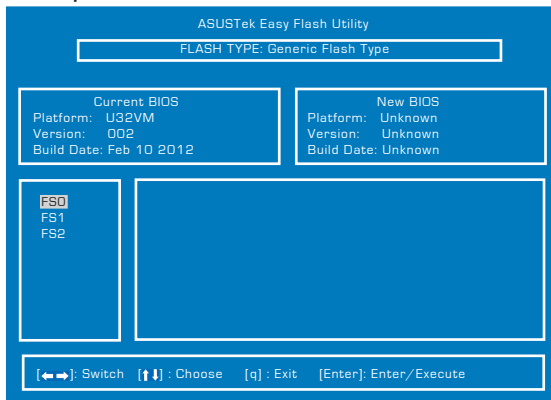 ASUSTek Easy Flash Utility
FLASH TYPE: Generic Flash Type
Current BIOS
Platform: U32VM
Version: 002
Build Date: Feb 10 2012
New BIOS
Platform: Unknown
Version: Unknown
Build Date: Unknown
FS0
FS1
FS2
[←→]: Switch [↑↓] : Choose [q] : Exit [Enter]: Enter/Execute